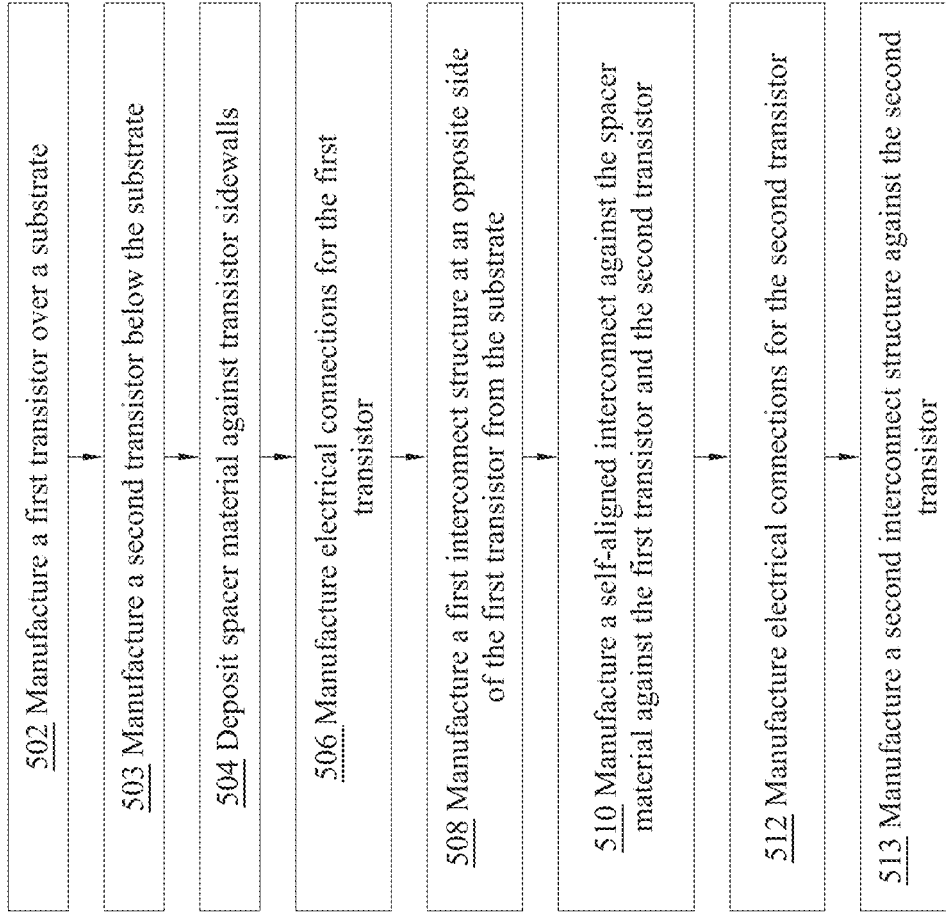 502 Manufacture a first transistor over a substrate
503 Manufacture a second transistor below the substrate
504 Deposit spacer material against transistor sidewalls
506 Manufacture electrical connections for the first
transistor
508 Manufacture a first interconnect structure at an opposite side
of the first transistor from the substrate
510 Manufacture a self-aligned interconnect against the spacer
material against the first transistor and the second transistor
512 Manufacture electrical connections for the second transistor
513 Manufacture a second interconnect structure against the second
transistor